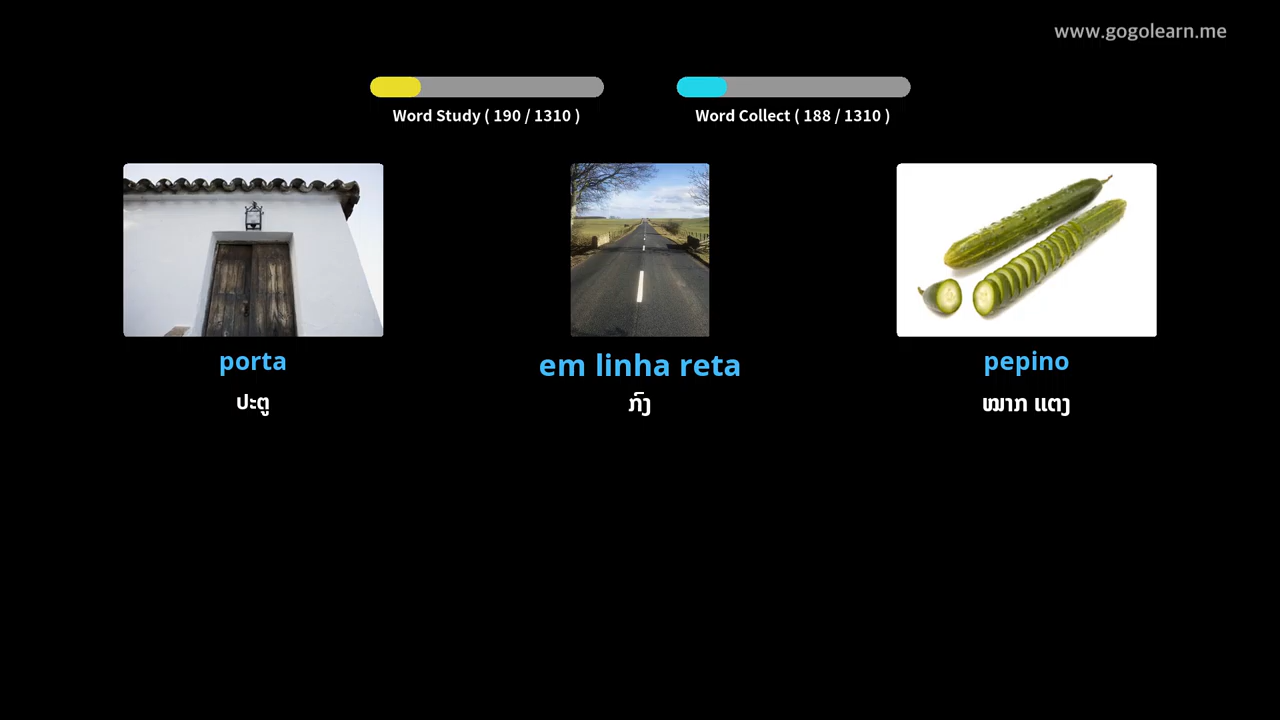 www.gogolearn.me
Word Study ( 190 / 1310 )
Word Collect ( 188 / 1310 )
porta
em linha reta
pepino
ປະຕູ
ກົງ
ໝາກ ແຕງ